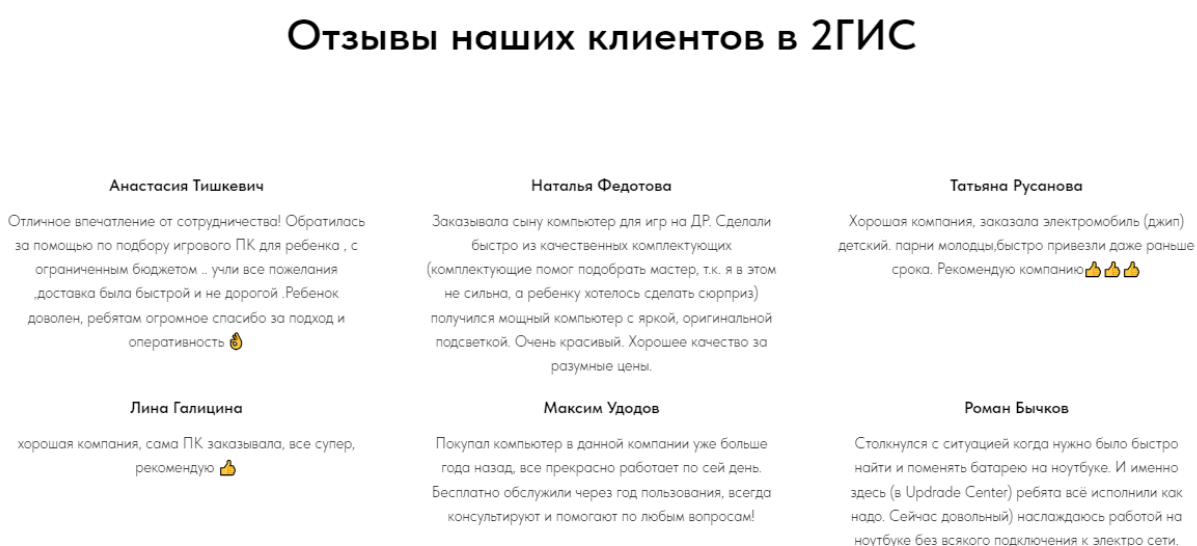 Отзывы наших клиентов в 2ГИС
Анастасия Тишкевич
Отличное впечатление от сотрудничества! Обратилась
за помощью по подбору игрового ПК для ребенка , с
ограниченным бюджетом .. учли все пожелания
,доставка была быстрой и не дорогой .Ребенок
доволен, ребятам огромное спасибо за подход и
оперативность 👌
Наталья Федотова
Заказывала сыну компьютер для игр на ДР. Сделали
быстро из качественных комплектующих
(комплектующие помог подобрать мастер, т.к. я в этом
не сильна, а ребенку хотелось сделать сюрприз)
получился мощный компьютер с яркой, оригинальной
подсветкой. Очень красивый. Хорошее качество за
разумные цены.
Татьяна Русанова
Хорошая компания, заказала электромобиль (джип)
детский. парни молодцы,быстро привезли даже раньше
срока. Рекомендую компанию👍👍👍
Лина Галицина
хорошая компания, сама ПК заказывала, все супер,
рекомендую 👍
Максим Удодов
Покупал компьютер в данной компании уже больше
года назад, все прекрасно работает по сей день.
Бесплатно обслужили через год пользования, всегда
консультируют и помогают по любым вопросам!
Роман Бычков
Столкнулся с ситуацией когда нужно было быстро
найти и поменять батарею на ноутбуке. И именно
здесь (в Updrade Center) ребята всё исполнили как
надо. Сейчас довольный) наслаждаюсь работой на
ноутбуке без всякого подключения к электро сети.